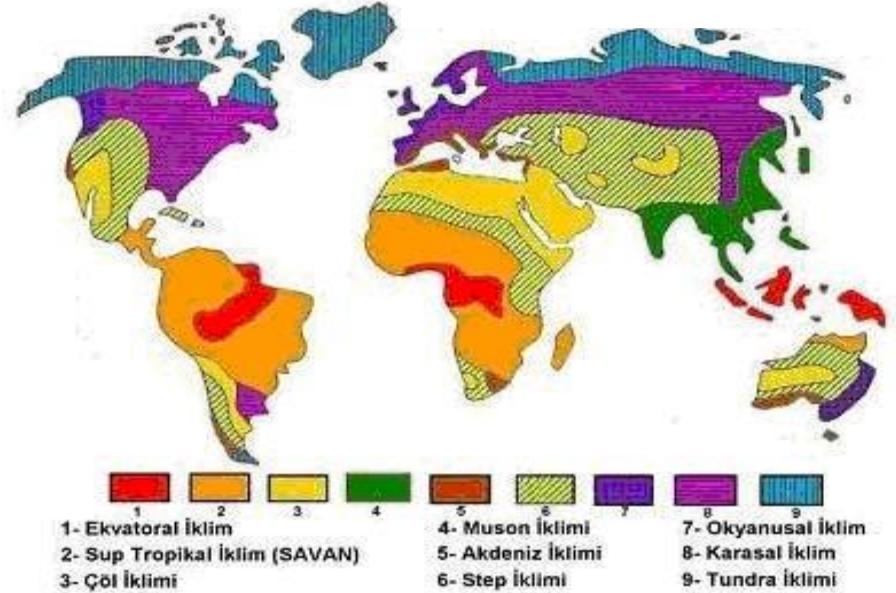 1 2 3 4 5 6 7 8 9
1- Ekvatoral İklim
2- Sup Tropikal İklim (SAVAN)
3- Çöl İklimi
4- Muson İklimi
5- Akdeniz İklimi
6- Step İklimi
7- Okyanusal İklim
8- Karasal İklim
9- Tundra İklimi